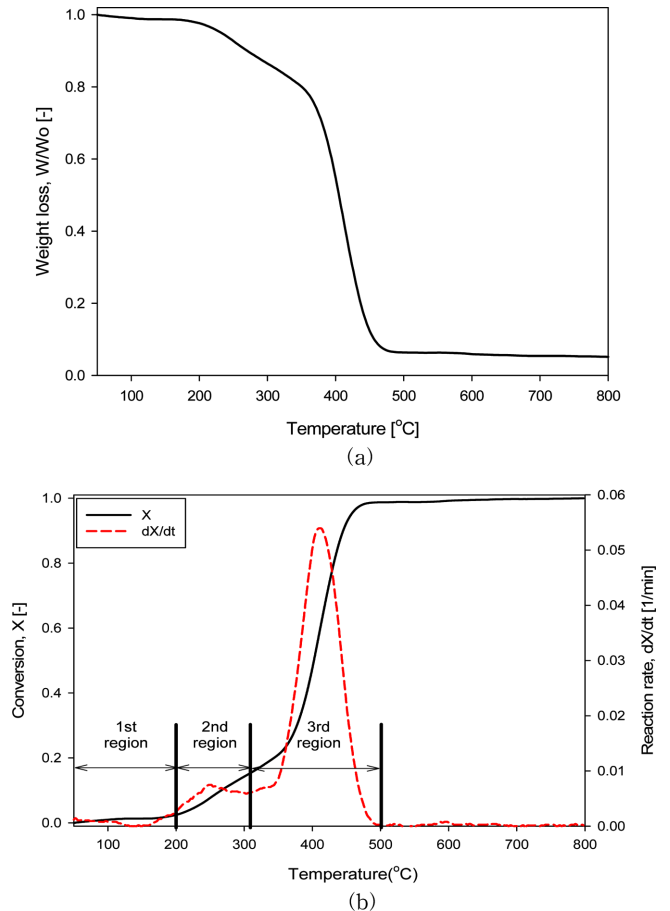 1.0
0.8
0.6
0.4
0.2
0.0
Weight loss, W/Wo [-]
100 200 300 400 500 600 700 800
Temperature [°C]
(a)
X
dX/dt
1.0
0.8
0.6
0.4
0.2
0.0
Conversion, X [-]
1st
region
2nd
region
3rd
region
0.06
0.05
0.04
0.03
0.02
0.01
0.00
Reaction rate, dX/dt [1/min]
100 200 300 400 500 600 700 800
Temperature(°C)
(b)